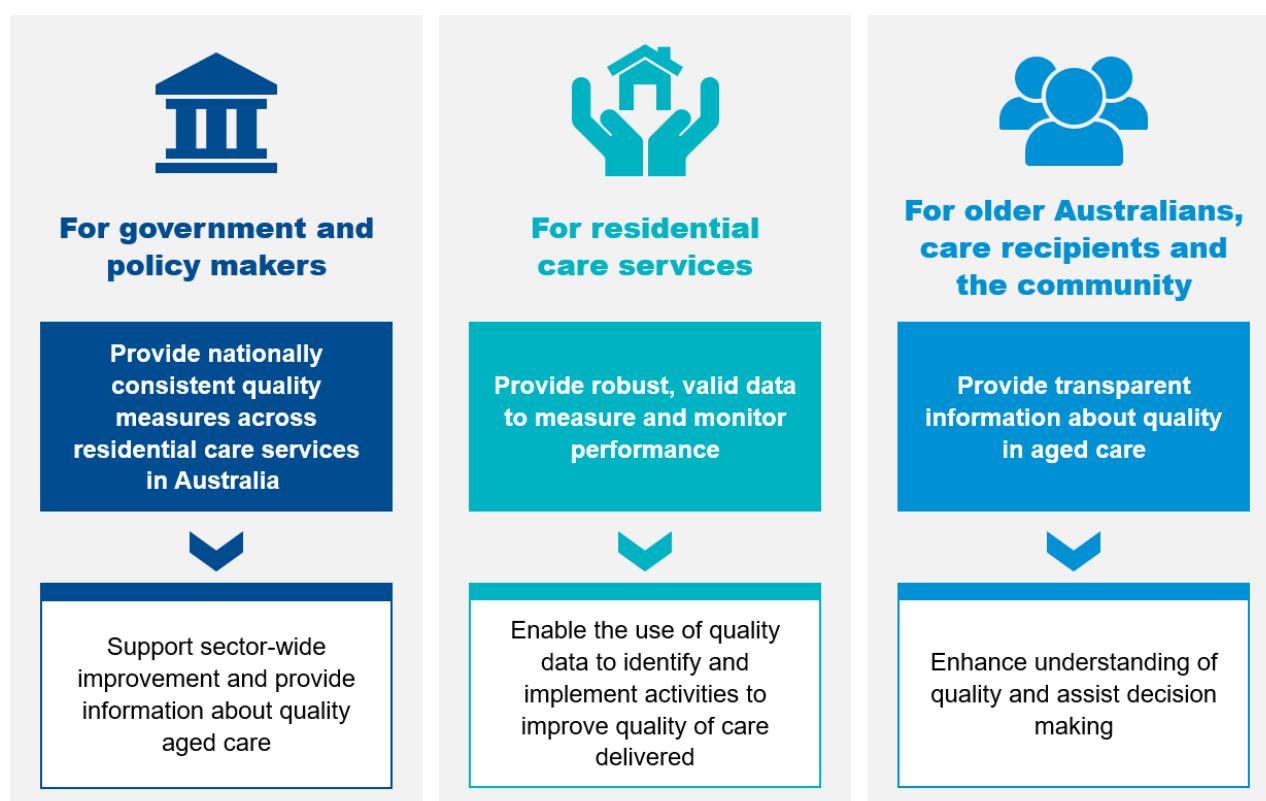 For government and
policy makers
Provide nationally
consistent quality
measures across
residential care services
in Australia
Support sector-wide
improvement and provide
information about quality
aged care
For residential
care services
Provide robust, valid data
to measure and monitor
performance
Enable the use of quality
data to identify and
implement activities to
improve quality of care
delivered
For older Australians,
care recipients and
the community
Provide transparent
information about quality
in aged care
Enhance understanding of
quality and assist decision
making